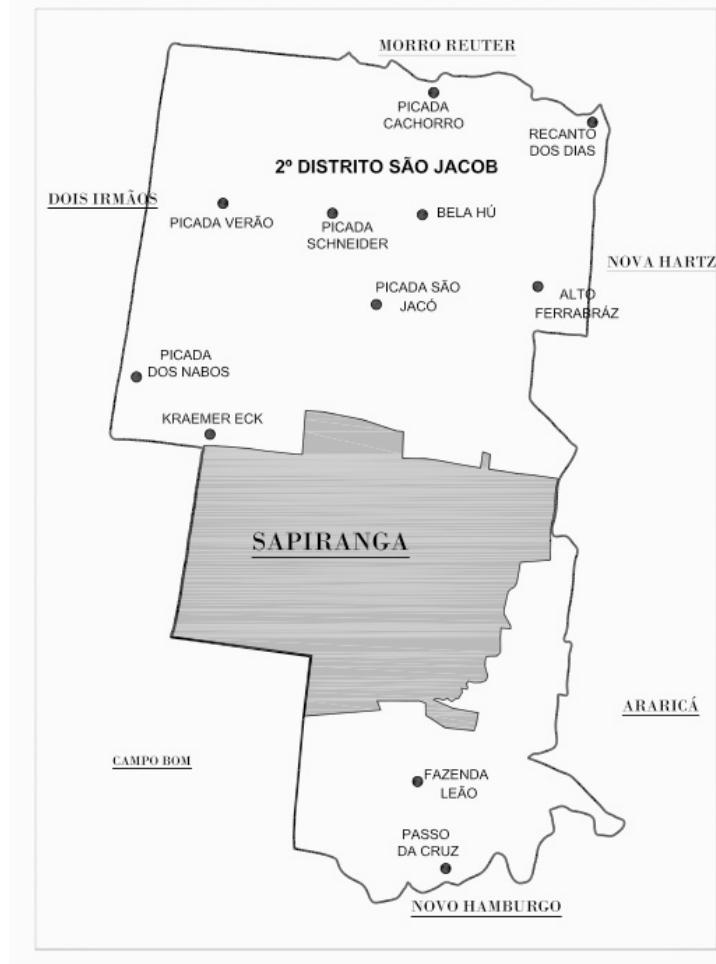 MORRO REUTER
PICADA
CACHORRO
RECANTO
DOS DIAS
2º DISTRITO SÃO JACOB
DOIS IRMÃOS
PICADA VERÃO
PICADA
SCHNEIDER
BELA HÚ
NOVA HARTZ
PICADA SÃO
JACÓ
ALTO
FERRABRÁZ
PICADA
DOS NABOS
KRAEMER ECK
SAPIRANGA
ARARICÁ
CAMPO BOM
FAZENDA
LEÃO
PASSO
DA CRUZ
NOVO HAMBURGO